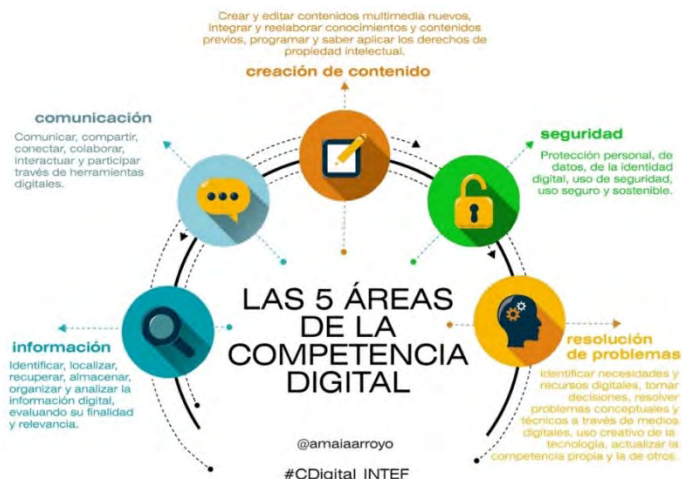 Crear y editar contenidos multimedia nuevos,
integrar y reelaborar conocimientos y contenidos
previos, programar y saber aplicar los derechos de
propiedad intelectual.
creación de contenido
comunicación
Comunicar, compartir,
conectar, colaborar,
interactuar y participar
través de herramientas
digitales.
seguridad
Protección personal, de
datos, de la identidad
digital, uso de seguridad,
uso seguro y sostenible.
información
Identificar, localizar,
recuperar, almacenar,
organizar y analizar la
información digital,
evaluando su finalidad
y relevancia.
LAS 5 ÁREAS
DE LA
COMPETENCIA
DIGITAL
resolución
de problemas
Identificar necesidades y
recursos digitales, tomar
decisiones, resolver
problemas conceptuales y
técnicos a través de medios
digitales, uso creativo de la
tecnología, actualizar la
competencia propia y la de otros.
@amaiaarroyo
#CDigital_INTEF